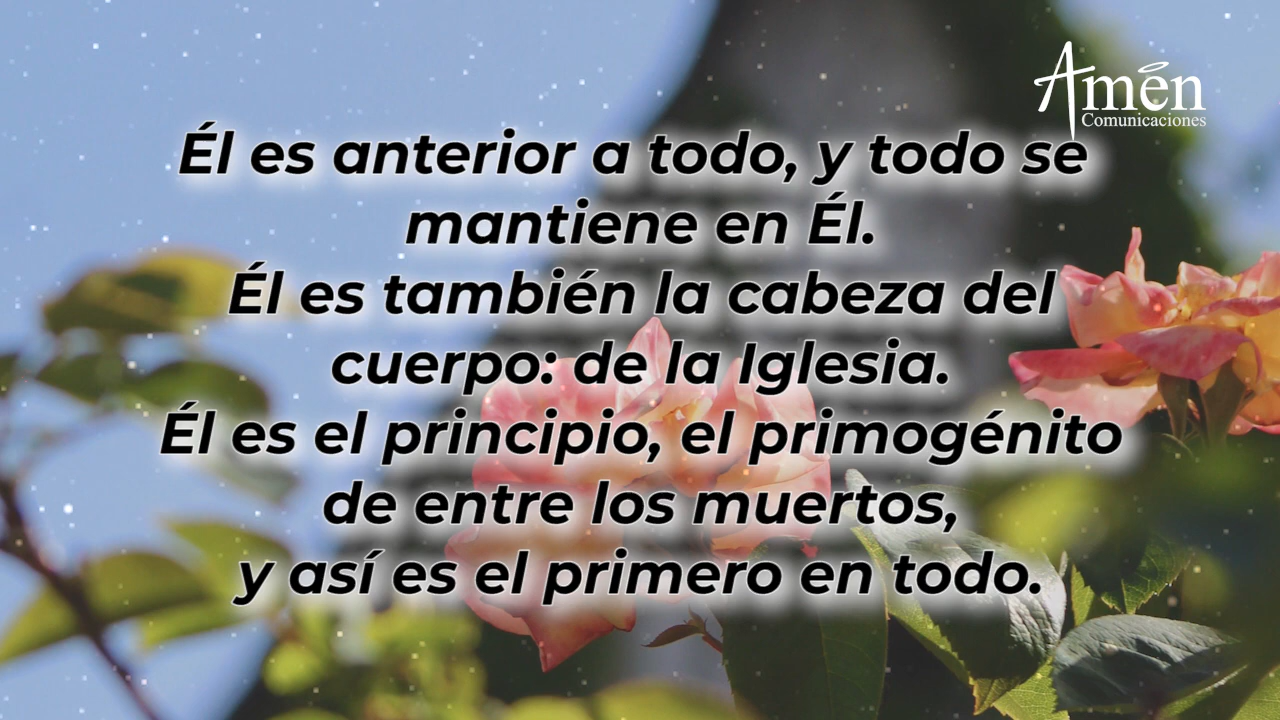 Amén
Comunicaciones
Él es anterior a todo, y todo se
mantiene en Él.
Él es también la cabeza del
cuerpo: de la Iglesia.
Él es el principio, el primogénito
de entre los muertos,
y así es el primero en todo.